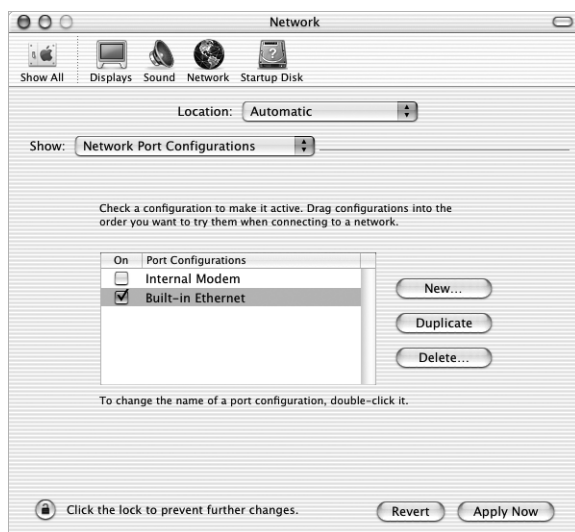 Network
Show All Displays Sound Network Startup Disk
Location: Automatic
Show: Network Port Configurations
Check a configuration to make it active. Drag configurations into the
order you want to try them when connecting to a network.
On Port Configurations
Internal Modem
Built-in Ethernet
New...
Duplicate
Delete...
To change the name of a port configuration, double-click it.
Click the lock to prevent further changes. Revert Apply Now